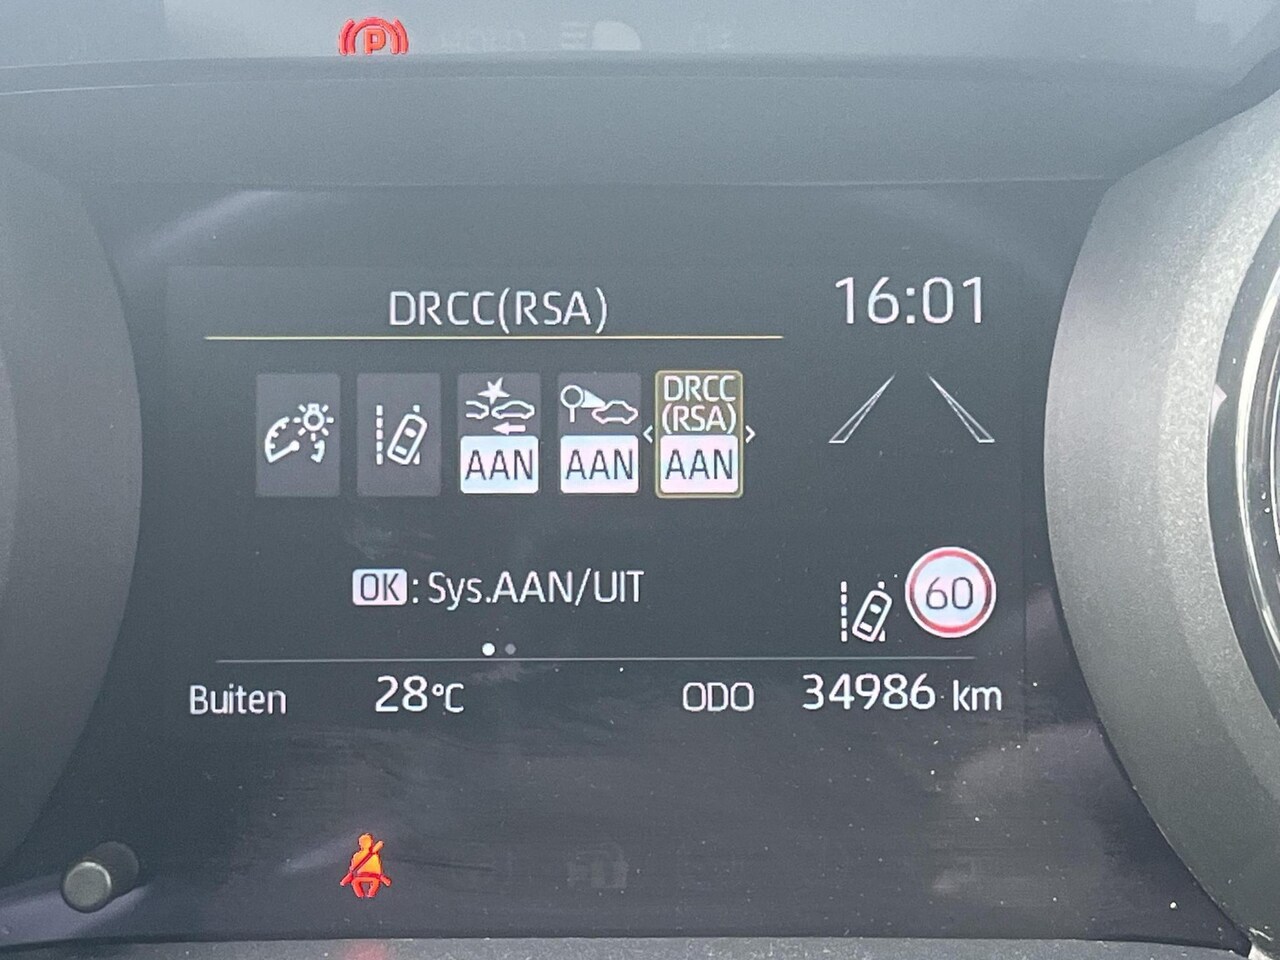 P
DRCC(RSA)
16:01
DRCC
(RSA)
AAN
AAN
AAN
OK: Sys.AAN/UIT
60
Buiten 28°C ODO 34986 km